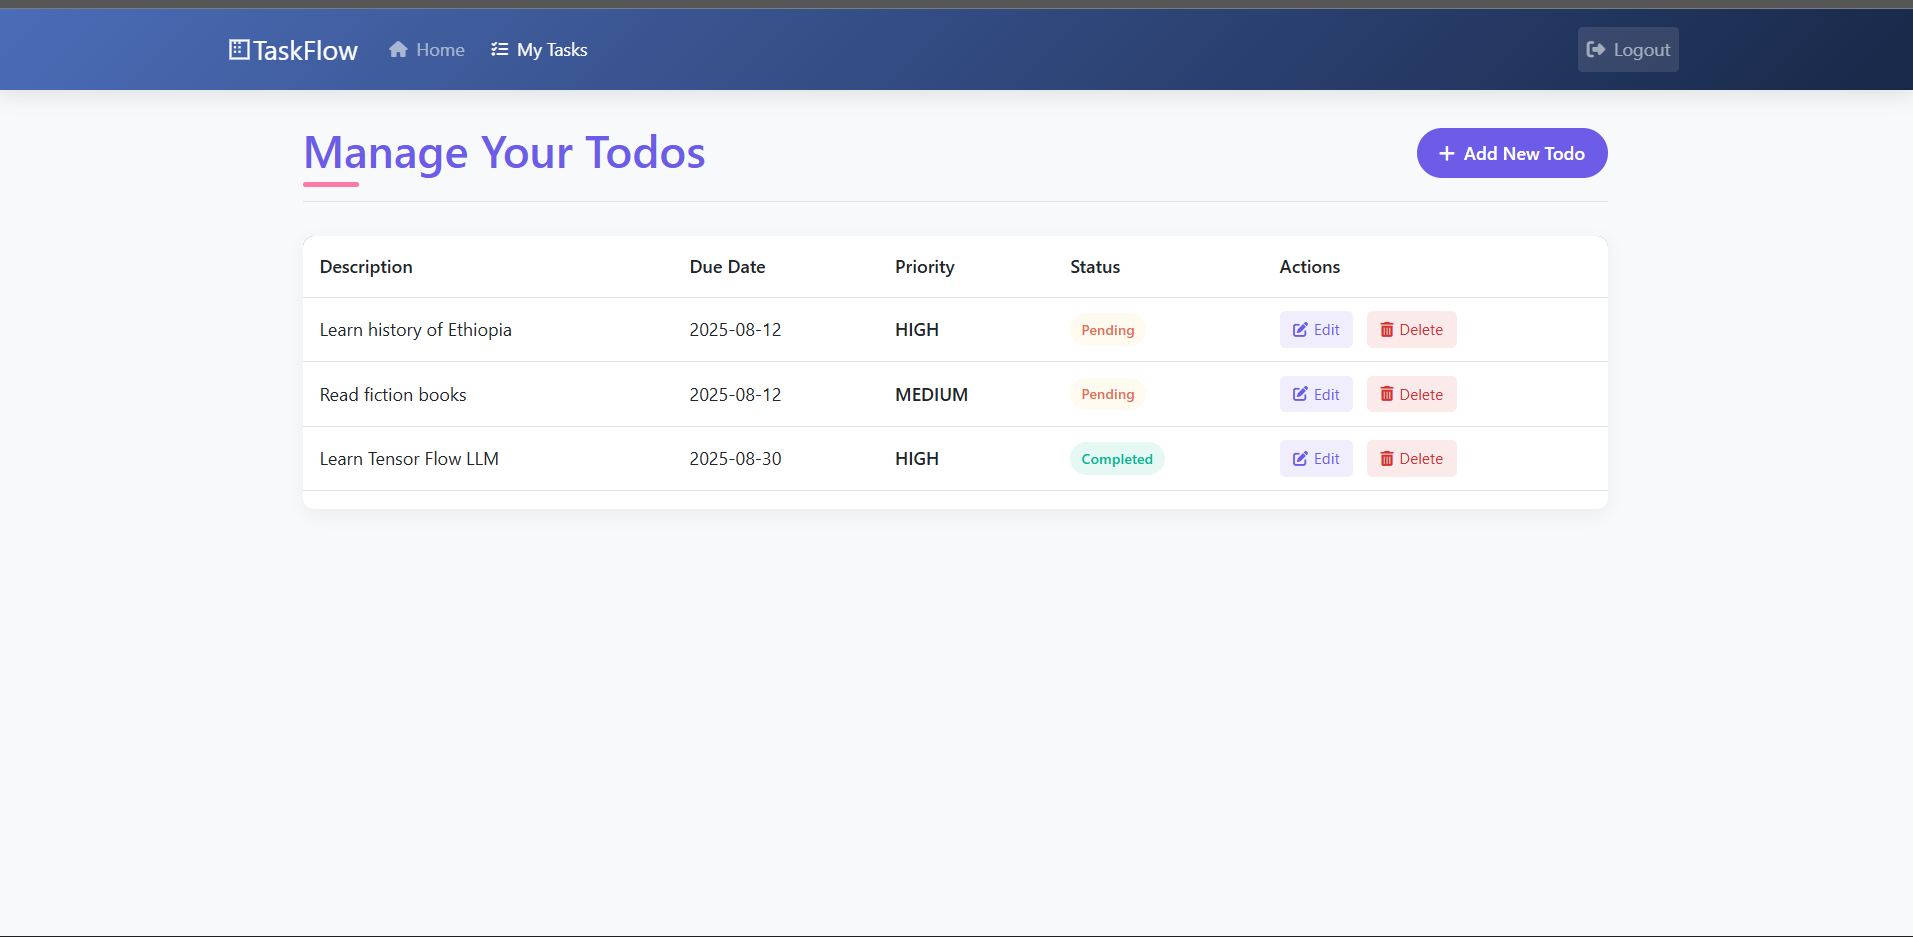 TaskFlow Home My Tasks Logout
Manage Your Todos
Add New Todo
Description Due Date Priority Status Actions
Learn history of Ethiopia 2025-08-12 HIGH Pending Edit Delete
Read fiction books 2025-08-12 MEDIUM Pending Edit Delete
Learn Tensor Flow LLM 2025-08-30 HIGH Completed Edit Delete